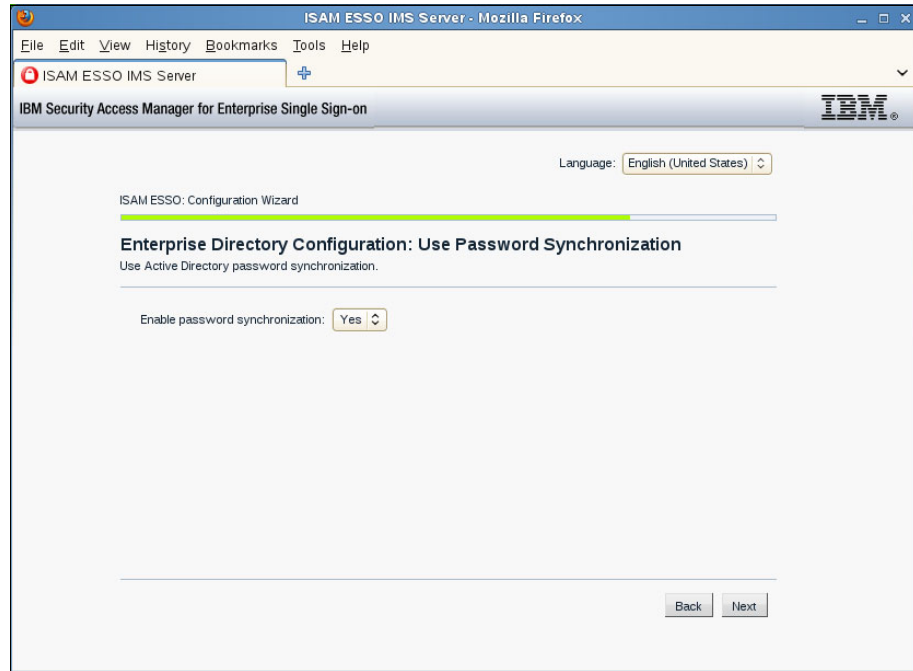 ISAM ESSO IMS Server - Mozilla Firefox
File Edit View History Bookmarks Tools Help
ISAM ESSO IMS Server
IBM Security Access Manager for Enterprise Single Sign-on
IBM®
Language: English (United States)
ISAM ESSO: Configuration Wizard
Enterprise Directory Configuration: Use Password Synchronization
Use Active Directory password synchronization.
Enable password synchronization: Yes
Back Next